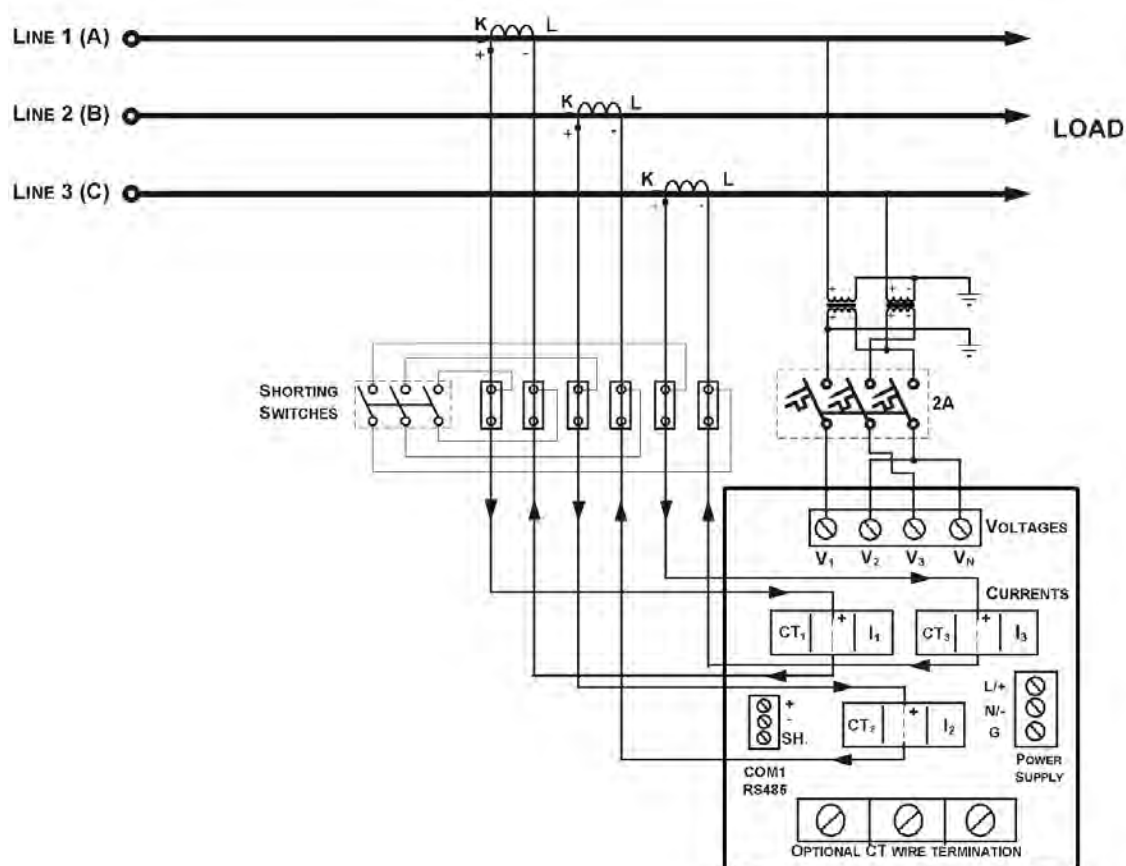 K L
LINE 1 (A)
+ -
K L
LINE 2 (B)
+ -
LOAD
K L
LINE 3 (C)
+ -
+ - + -
+ - + -
SHORTING
SWITCHES
2A
VOLTAGES
V1 V2 V3 VN
CURRENTS
CT1 + I1
CT3 + I3
L/+
N/-
G
POWER
SUPPLY
+
-
SH.
CT2 + I2
COM1
RS485
OPTIONAL CT WIRE TERMINATION